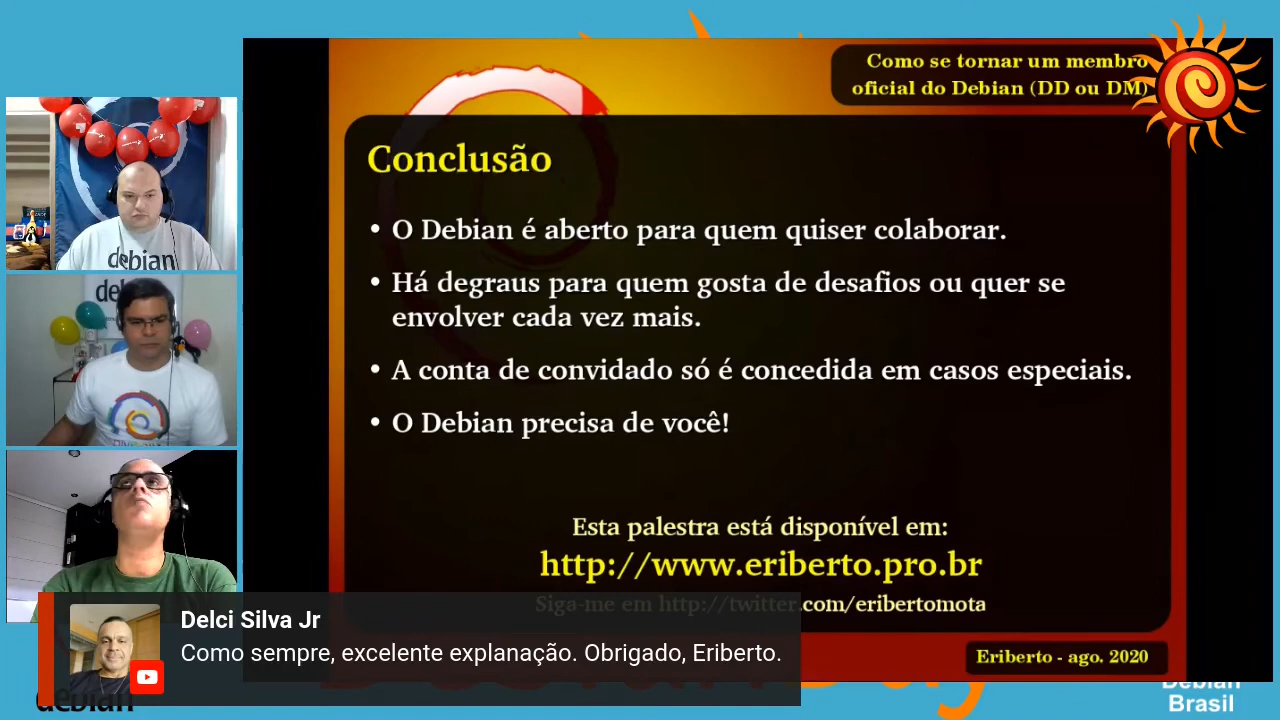 Como se tornar um membro
oficial do Debian (DD ou DM)
Conclusão
• O Debian é aberto para quem quiser colaborar.
• Há degraus para quem gosta de desafios ou quer se
envolver cada vez mais.
• A conta de convidado só é concedida em casos especiais.
• O Debian precisa de você!
Esta palestra está disponível em:
http://www.eriberto.pro.br
Siga-me em http://twitter.com/eribertomota
Eriberto - ago. 2020
debian
Delci Silva Jr
Como sempre, excelente explanação. Obrigado, Eriberto.
debian
Debian
Brasil